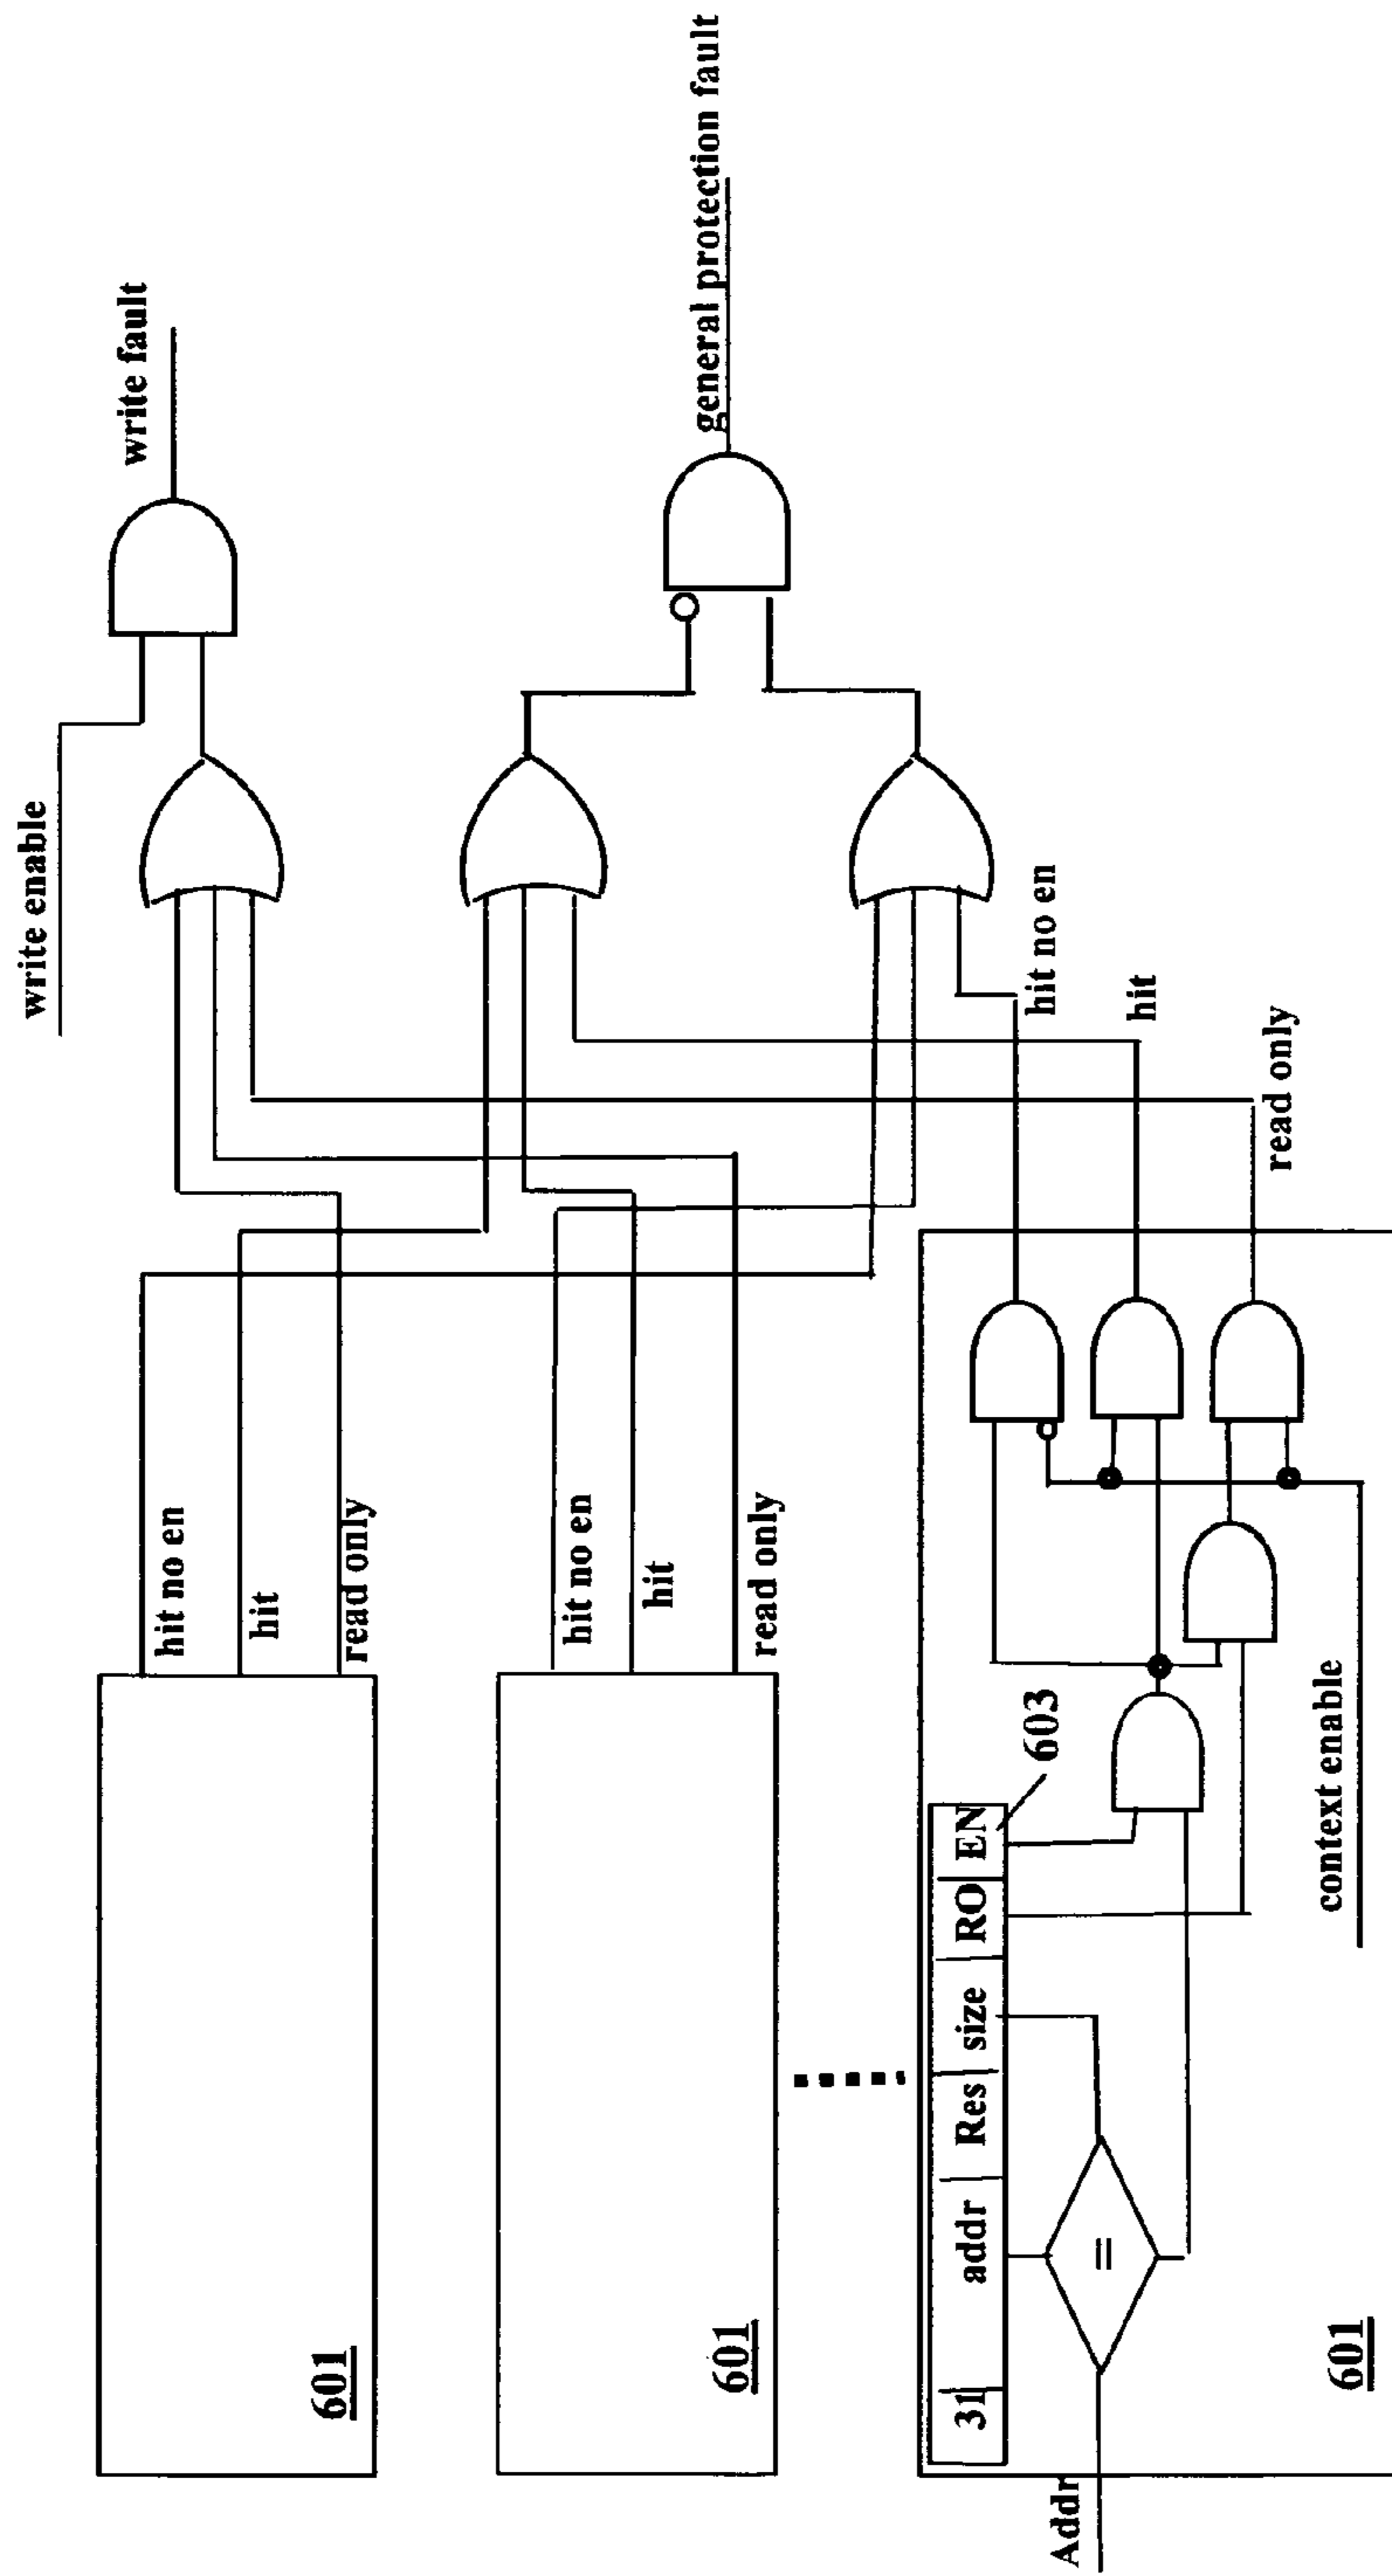 write enable
write fault
general protection fault
hit no en
hit
read only
601
hit no en
hit
read only
601
hit no en
hit
read only
31 addr Res size RO EN
603
=
Addr
context enable
601